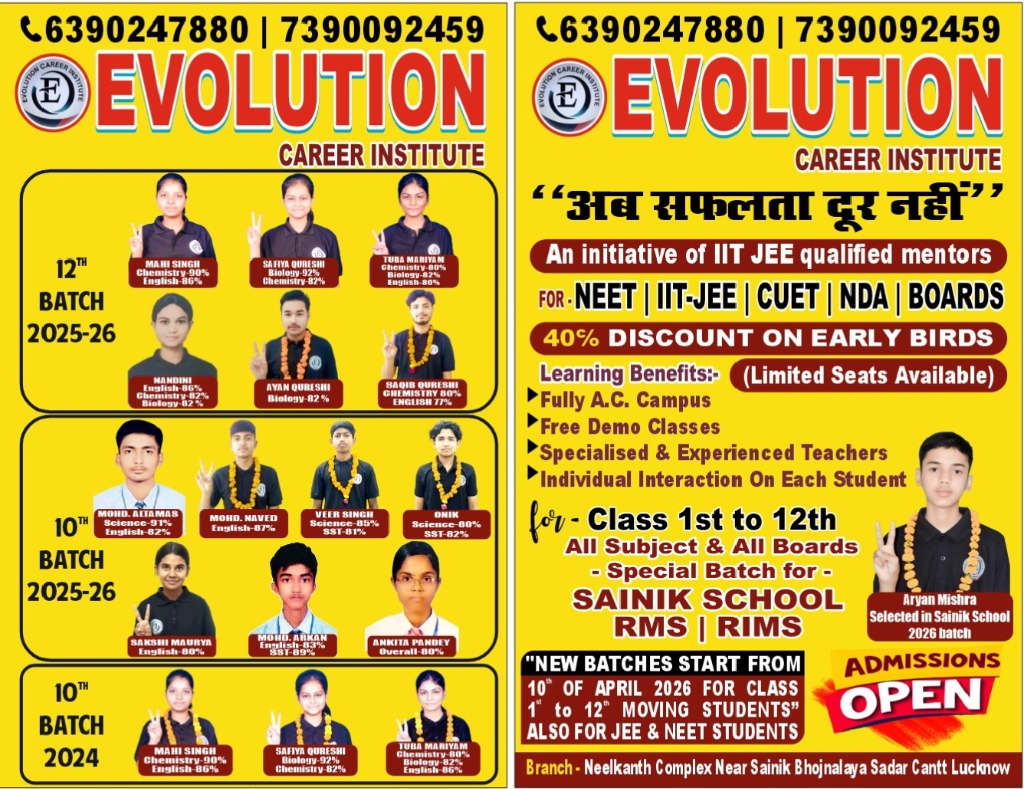 6390247880 | 7390092459
EVOLUTION CAREER INSTITUTE
E
EVOLUTION
CAREER INSTITUTE
12TH
BATCH
2025-26
MAHI SINGH
Chemistry-90%
English-86%
SAFIYA QURESHI
Biology-92%
Chemistry-82%
TUBA MARIYAM
Chemistry-80%
Biology-82%
English-80%
NANDINI
English-86%
Chemistry-82%
Biology-82 %
AYAN QURESHI
Biology-82 %
SAQIB QURESHI
CHEMISTRY 80%
ENGLISH 77%
10TH
BATCH
2025-26
MOHD. ALTAMAS
Science-91%
English-82%
MOHD. NAVED
English-87%
VEER SINGH
Science-85%
SST-81%
ONIK
Science-80%
SST-82%
SAKSHI MAURYA
English-80%
MOHD. ARKAN
English-83%
SST-89%
ANKITA PANDEY
Overall-80%
10TH
BATCH
2024
MAHI SINGH
Chemistry-90%
English-86%
SAFIYA QURESHI
Biology-92%
Chemistry-82%
TUBA MARIYAM
Chemistry-80%
Biology-82%
English-86%
6390247880 | 7390092459
EVOLUTION CAREER INSTITUTE
E
EVOLUTION
CAREER INSTITUTE
‘‘अब सफलता दूर नहीं’’
An initiative of IIT JEE qualified mentors
FOR - NEET | IIT-JEE | CUET | NDA | BOARDS
40% DISCOUNT ON EARLY BIRDS
Learning Benefits:- (Limited Seats Available)
Fully A.C. Campus
Free Demo Classes
Specialised & Experienced Teachers
Individual Interaction On Each Student
for - Class 1st to 12th
All Subject & All Boards
- Special Batch for -
SAINIK SCHOOL
RMS | RIMS
Aryan Mishra
Selected in Sainik School
2026 batch
"NEW BATCHES START FROM
10th OF APRIL 2026 FOR CLASS
1st to 12th MOVING STUDENTS”
ALSO FOR JEE & NEET STUDENTS
ADMISSIONS
OPEN
Branch - Neelkanth Complex Near Sainik Bhojnalaya Sadar Cantt Lucknow